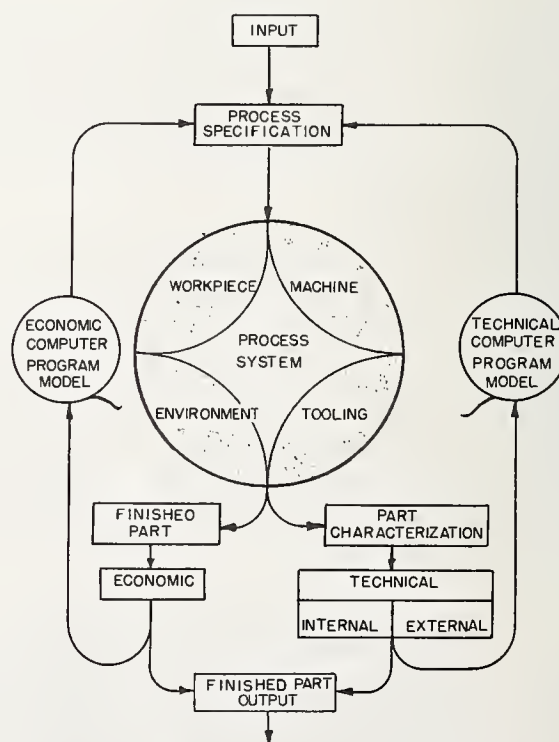 INPUT
PROCESS
SPECIFICATION
WORKPIECE
MACHINE
ECONOMIC
COMPUTER
PROGRAM
MODEL
PROCESS
SYSTEM
TECHNICAL
COMPUTER
PROGRAM
MODEL
ENVIRONMENT
TOOLING
FINISHED
PART
PART
CHARACTERIZATION
ECONOMIC
TECHNICAL
INTERNAL
EXTERNAL
FINISHED PART
OUTPUT